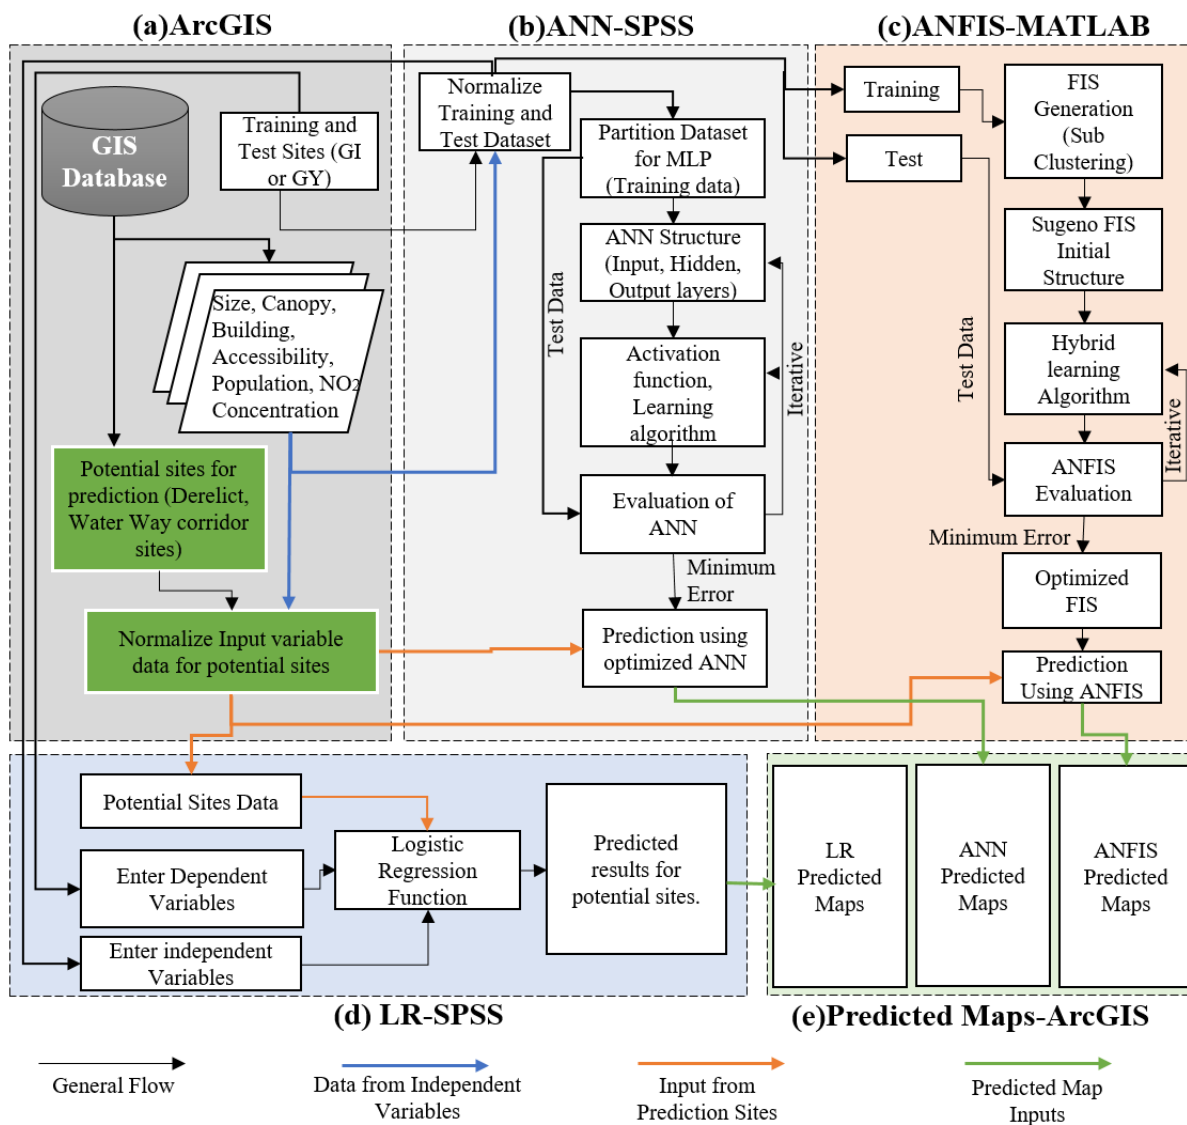 (a)ArcGIS
(b)ANN-SPSS
(c)ANFIS-MATLAB
GIS
Database
Training and
Test Sites (GI
or GY)
Size, Canopy,
Building,
Accessibility,
Population, NO2
Concentration
Potential sites for
prediction (Derelict,
Water Way corridor
sites)
Normalize Input variable
data for potential sites
Normalize
Training and
Test Dataset
Partition Dataset
for MLP
(Training data)
ANN Structure
(Input, Hidden,
Output layers)
Test Data
Activation
function,
Learning
algorithm
Iterative
Evaluation of
ANN
Minimum
Error
Prediction using
optimized ANN
Training
Test
FIS
Generation
(Sub
Clustering)
Sugeno FIS
Initial
Structure
Test Data
Hybrid
learning
Algorithm
Iterative
ANFIS
Evaluation
Minimum Error
Optimized
FIS
Prediction
Using ANFIS
Potential Sites Data
Enter Dependent
Variables
Enter independent
Variables
Logistic
Regression
Function
Predicted
results for
potential sites.
LR
Predicted
Maps
ANN
Predicted
Maps
ANFIS
Predicted
Maps
(d) LR-SPSS
(e)Predicted Maps-ArcGIS
General Flow
Data from Independent
Variables
Input from
Prediction Sites
Predicted Map
Inputs